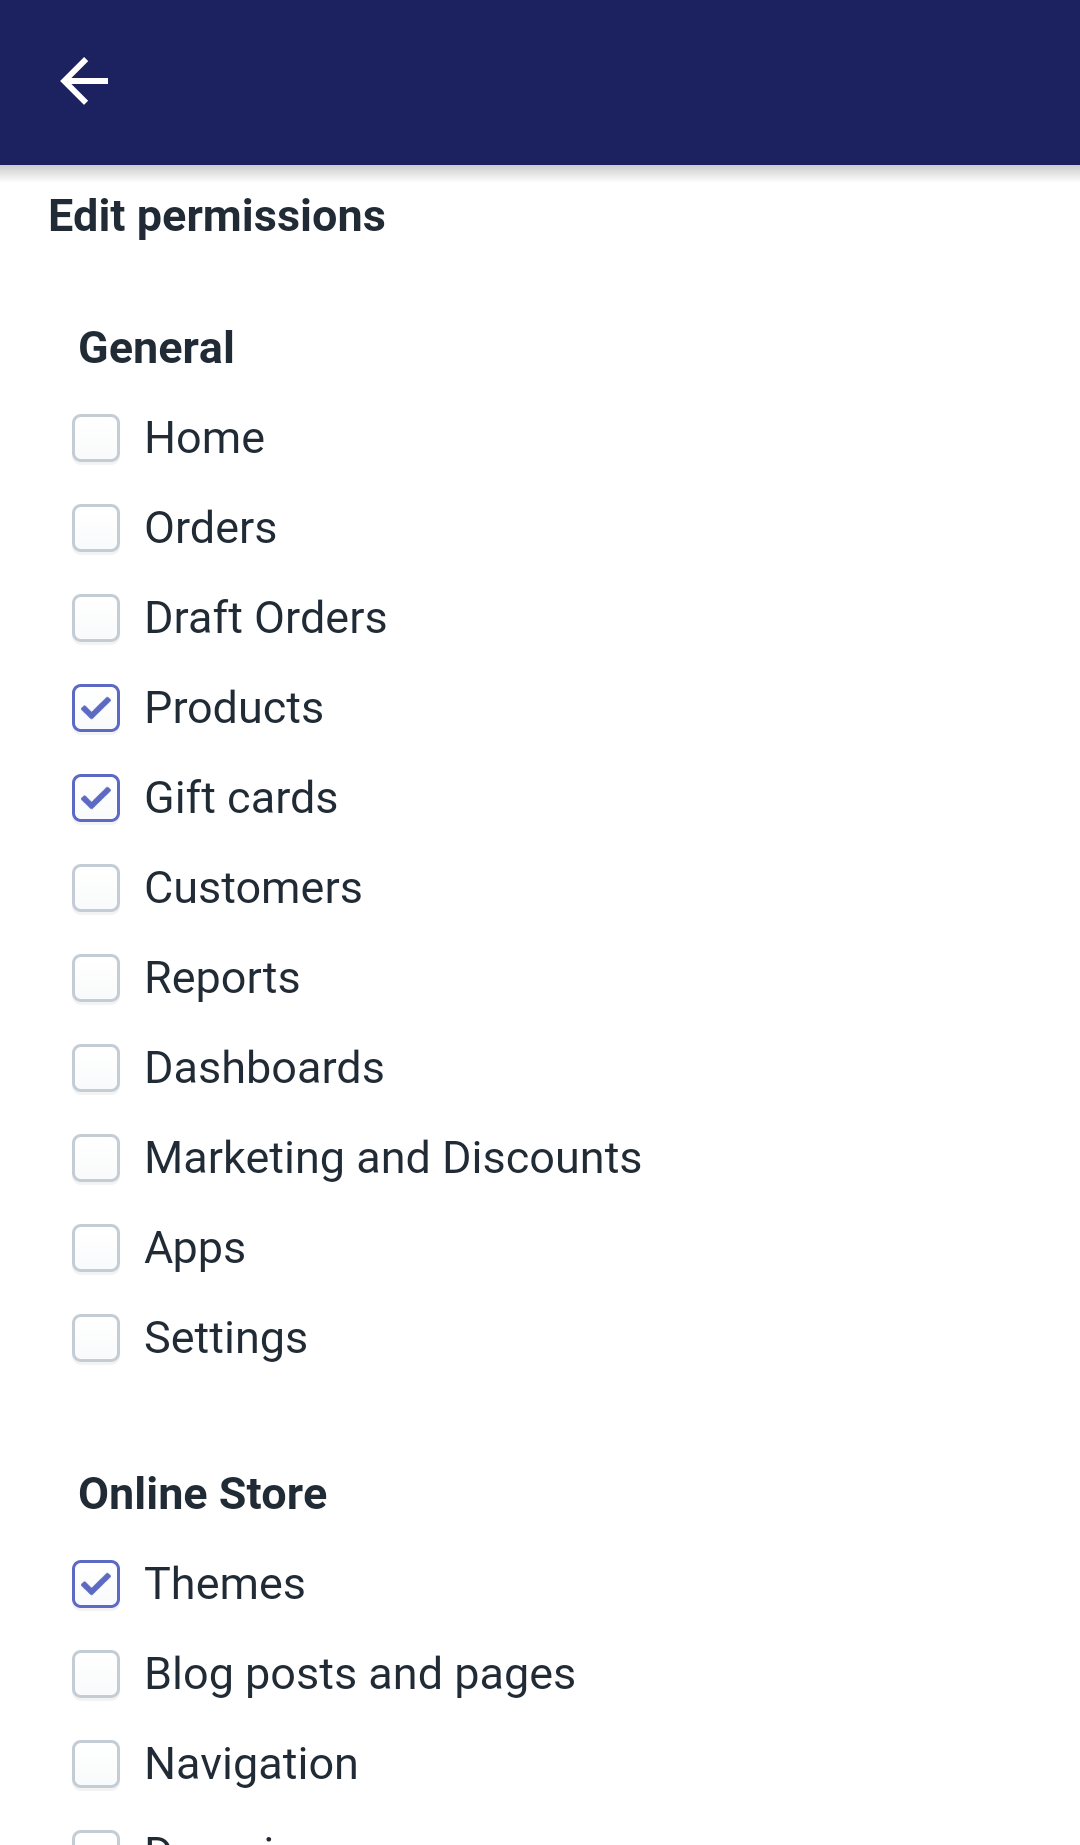 Edit permissions
General
Home
Orders
Draft Orders
Products
Gift cards
Customers
Reports
Dashboards
Marketing and Discounts
Apps
Settings
Online Store
Themes
Blog posts and pages
Navigation